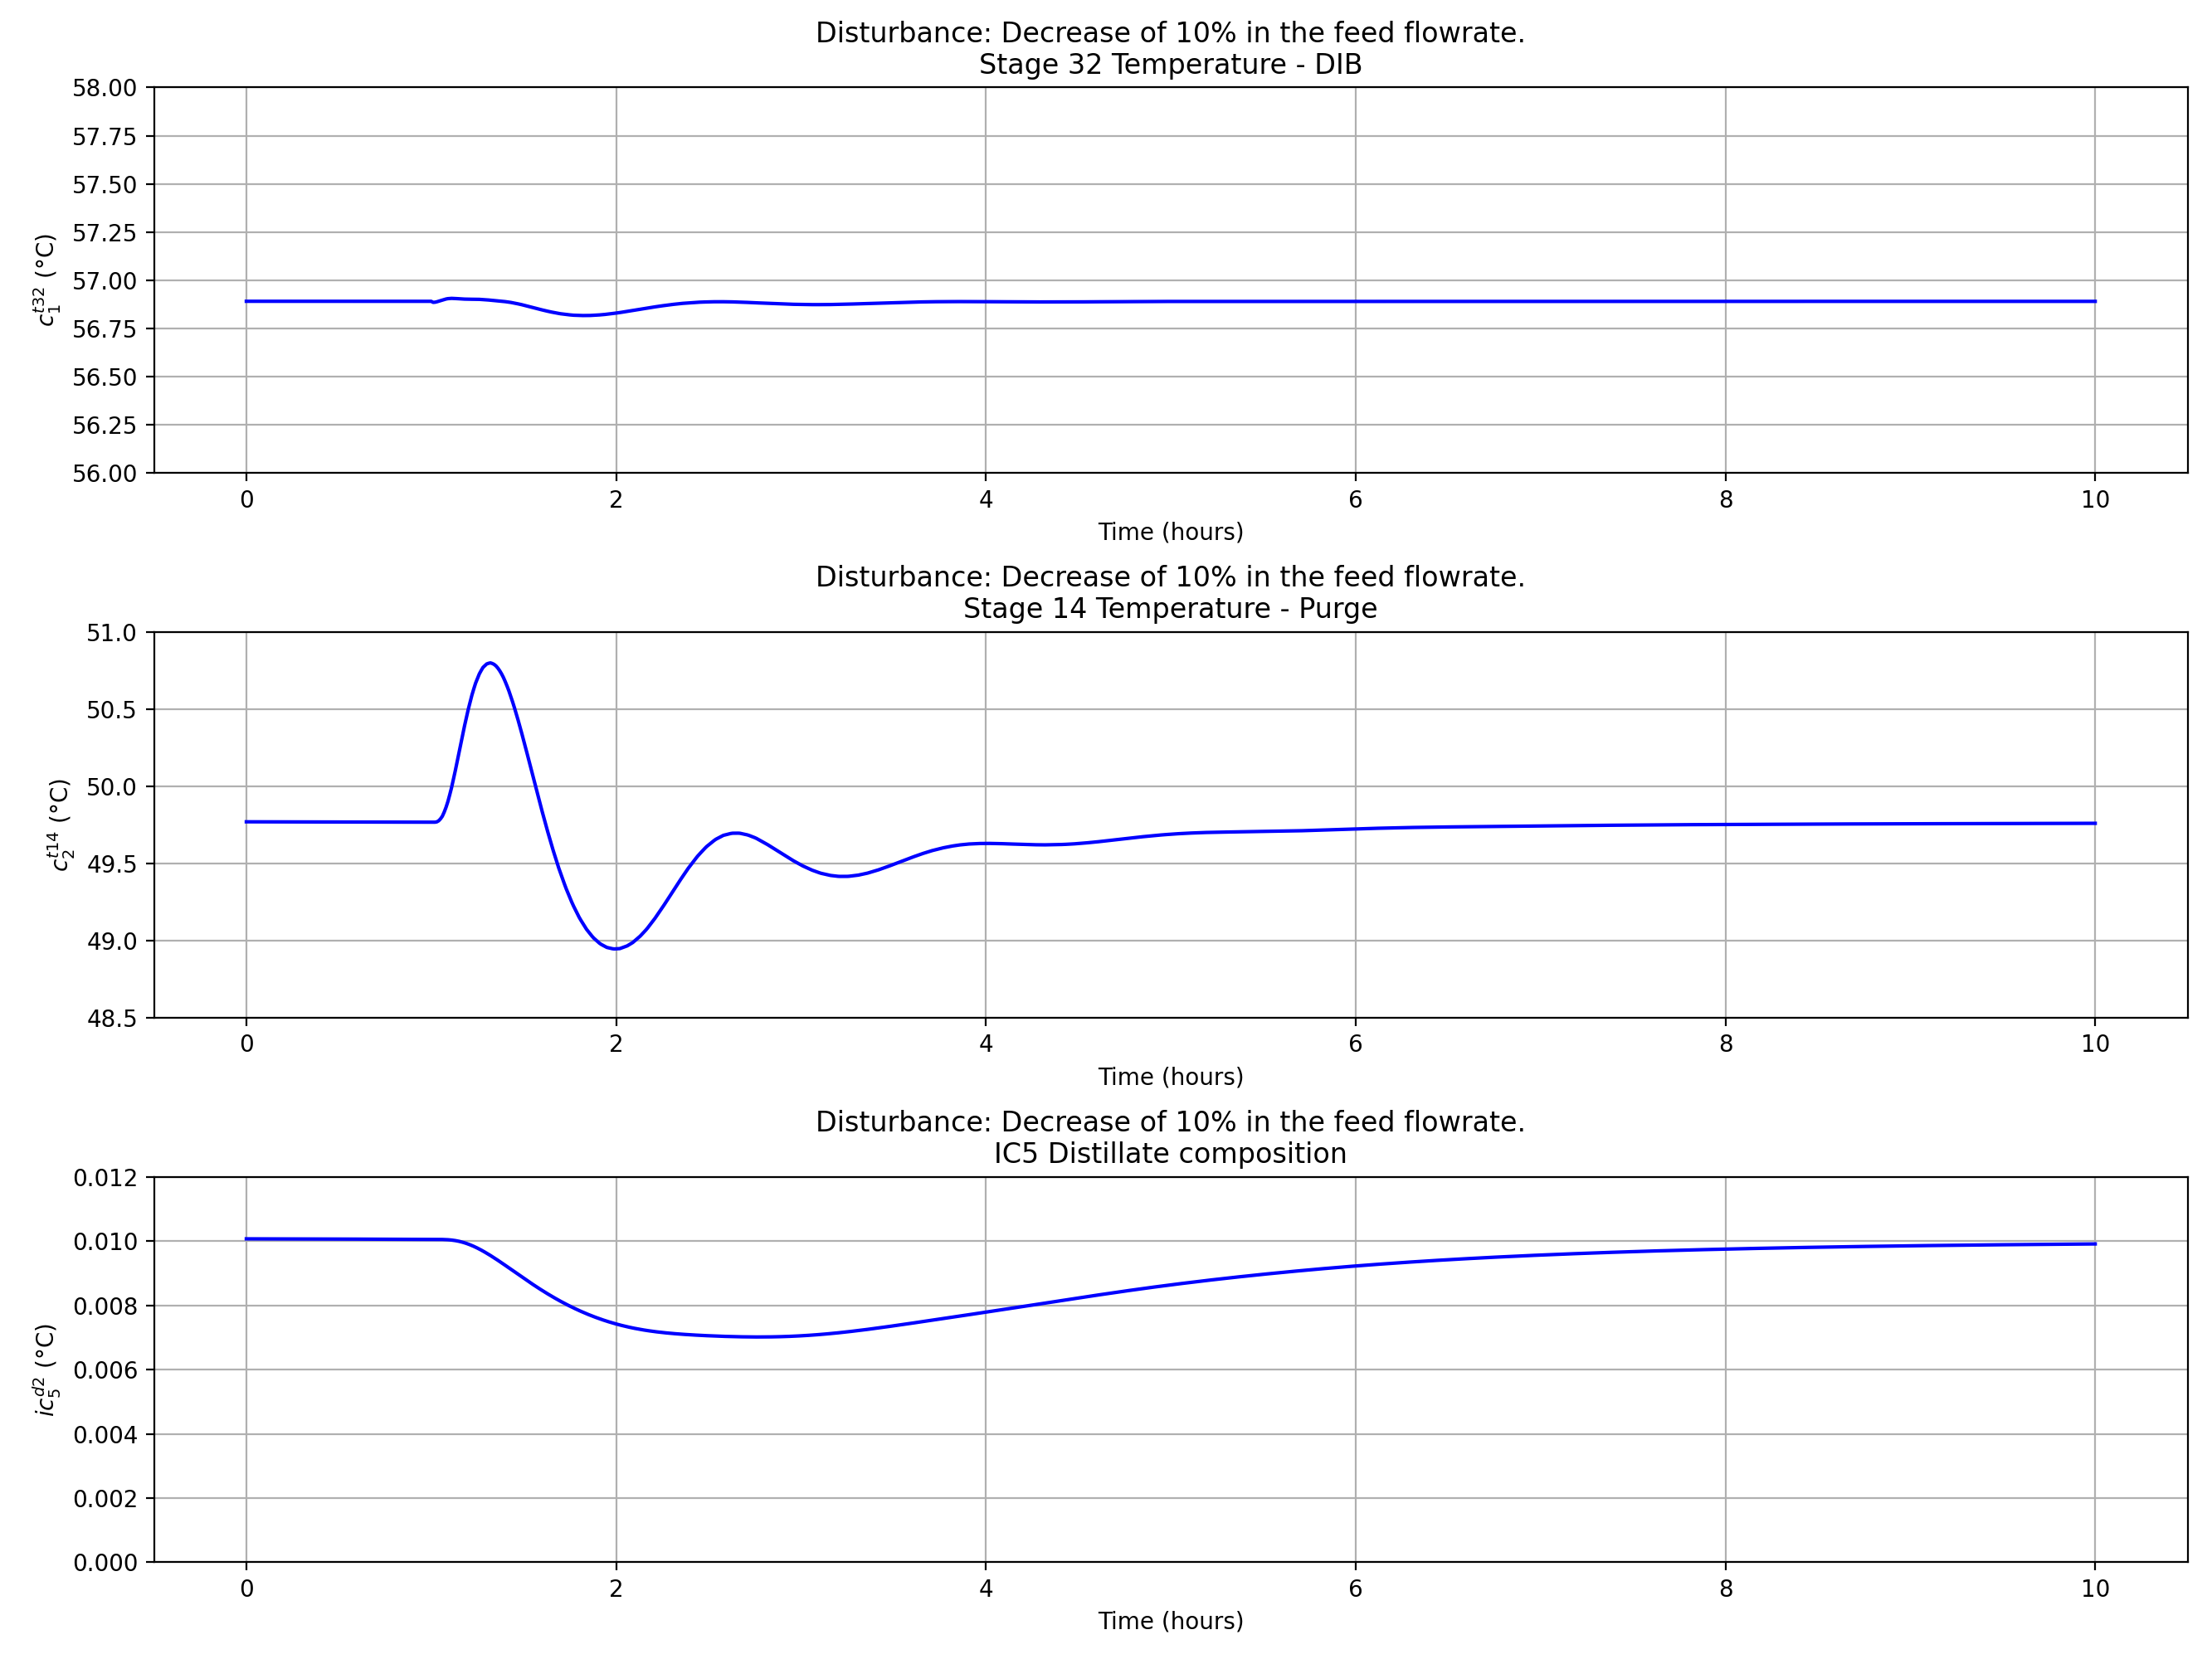 Disturbance: Decrease of 10% in the feed flowrate.
Stage 32 Temperature - DIB
58.00
57.75
57.50
57.25
57.00
56.75
56.50
56.25
56.00
c₁ᵗ³² (°C)
0 2 4 6 8 10
Time (hours)
Disturbance: Decrease of 10% in the feed flowrate.
Stage 14 Temperature - Purge
51.0
50.5
50.0
49.5
49.0
48.5
c₂ᵗ¹⁴ (°C)
0 2 4 6 8 10
Time (hours)
Disturbance: Decrease of 10% in the feed flowrate.
IC5 Distillate composition
0.012
0.010
0.008
0.006
0.004
0.002
0.000
ic₅ᵈ² (°C)
0 2 4 6 8 10
Time (hours)